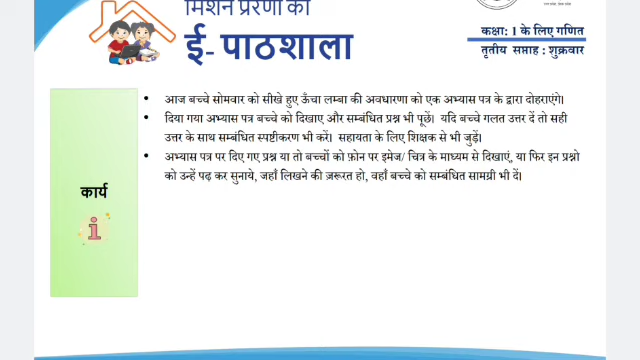 मिशन प्रेरणा की
ई- पाठशाला
कक्षा: 1 के लिए गणित
तृतीय सप्ताह : शुक्रवार
• आज बच्चे सोमवार को सीखे हुए ऊँचा लम्बा की अवधारणा को एक अभ्यास पत्र के द्वारा दोहराएंगे।
• दिया गया अभ्यास पत्र बच्चे को दिखाए और सम्बंधित प्रश्न भी पूछें। यदि बच्चे गलत उत्तर दें तो सही
उत्तर के साथ सम्बंधित स्पष्टीकरण भी करें। सहायता के लिए शिक्षक से भी जुड़ें।
• अभ्यास पत्र पर दिए गए प्रश्न या तो बच्चों को फ़ोन पर इमेज/ चित्र के माध्यम से दिखाएं, या फिर इन प्रश्नो
को उन्हें पढ़ कर सुनाये, जहाँ लिखने की ज़रूरत हो, वहाँ बच्चे को सम्बंधित सामग्री भी दें।
कार्य